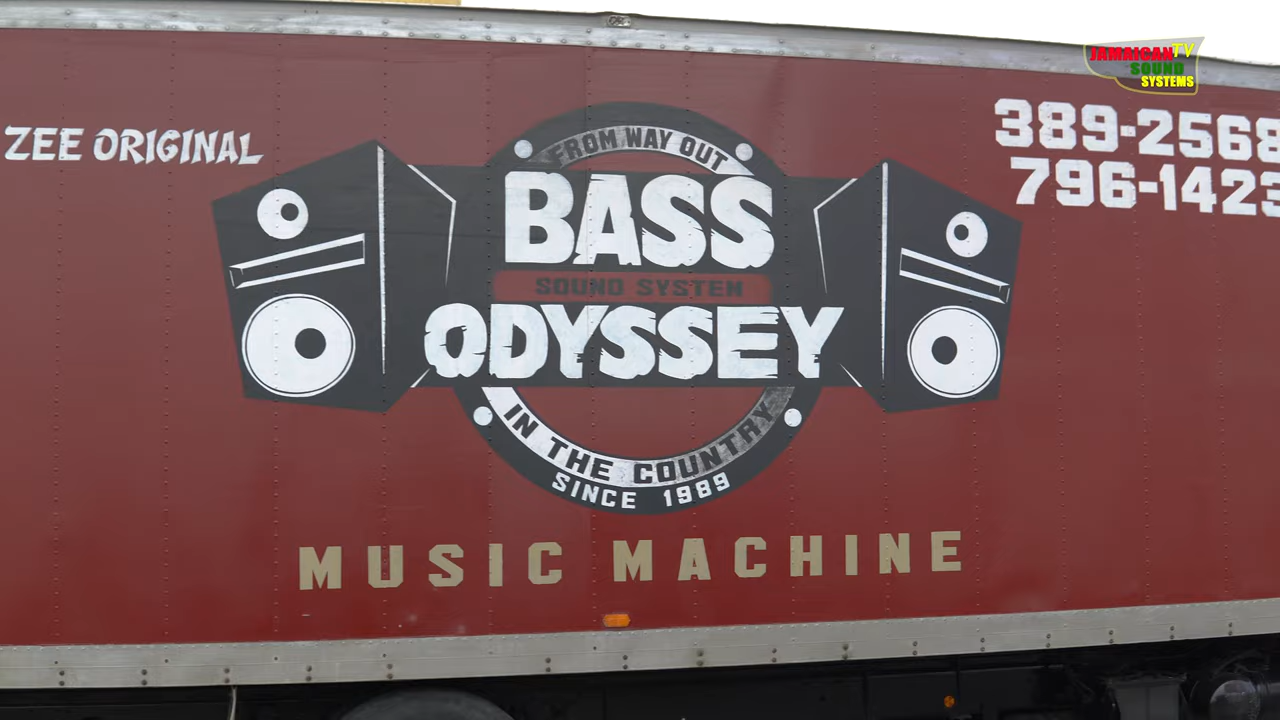 JAMAICAN TV
SOUND
SYSTEMS
ZEE ORIGINAL
389-2568
796-1423
FROM WAY OUT
BASS
SOUND SYSTEM
ODYSSEY
IN THE COUNTRY
SINCE 1989
MUSIC MACHINE